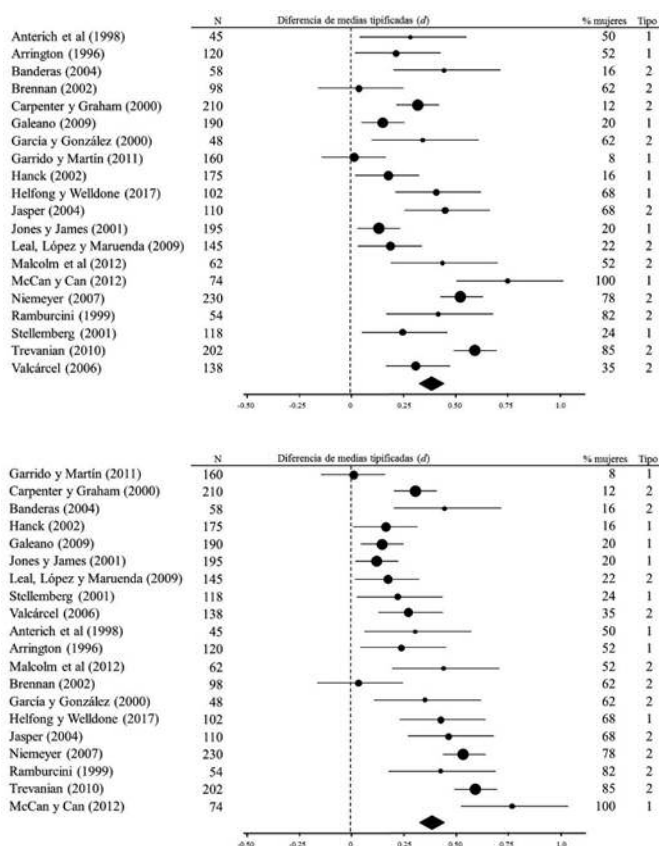 N Diferencia de medias tipificadas (d) % mujeres Tipo
Anterich et al (1998) 45 50 1
Arrington (1996) 120 52 1
Banderas (2004) 58 16 2
Brennan (2002) 98 62 2
Carpenter y Graham (2000) 210 12 2
Galeano (2009) 190 20 1
García y González (2000) 48 62 2
Garrido y Martín (2011) 160 8 1
Hanck (2002) 175 16 1
Helfong y Welldone (2017) 102 68 1
Jasper (2004) 110 68 2
Jones y James (2001) 195 20 1
Leal, López y Maruenda (2009) 145 22 2
Malcolm et al (2012) 62 52 2
McCan y Can (2012) 74 100 1
Niemeyer (2007) 230 78 2
Ramburcini (1999) 54 82 2
Stellemberg (2001) 118 24 1
Trevanian (2010) 202 85 2
Valcárcel (2006) 138 35 2
-0.50 -0.25 0 0.25 0.50 0.75 1.0
N Diferencia de medias tipificadas (d) % mujeres Tipo
Garrido y Martín (2011) 160 8 1
Carpenter y Graham (2000) 210 12 2
Banderas (2004) 58 16 2
Hanck (2002) 175 16 1
Galeano (2009) 190 20 1
Jones y James (2001) 195 20 1
Leal, López y Maruenda (2009) 145 22 2
Stellemberg (2001) 118 24 1
Valcárcel (2006) 138 35 2
Anterich et al (1998) 45 50 1
Arrington (1996) 120 52 1
Malcolm et al (2012) 62 52 2
Brennan (2002) 98 62 2
García y González (2000) 48 62 2
Helfong y Welldone (2017) 102 68 1
Jasper (2004) 110 68 2
Niemeyer (2007) 230 78 2
Ramburcini (1999) 54 82 2
Trevanian (2010) 202 85 2
McCan y Can (2012) 74 100 1
-0.50 -0.25 0 0.25 0.50 0.75 1.0